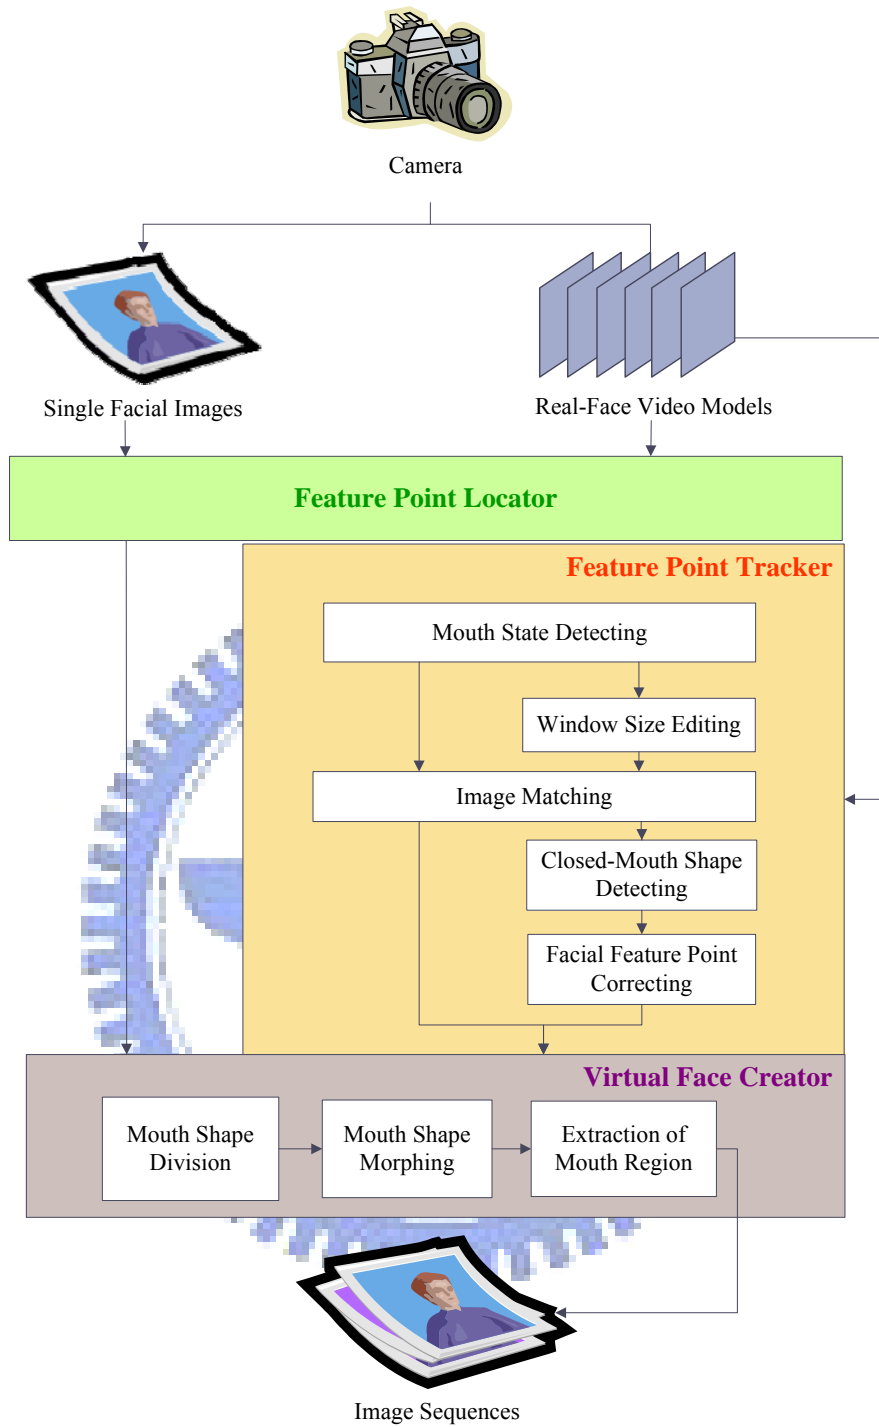 Camera
Single Facial Images
Real-Face Video Models
Feature Point Locator
Feature Point Tracker
Mouth State Detecting
Window Size Editing
Image Matching
Closed-Mouth Shape
Detecting
Facial Feature Point
Correcting
Virtual Face Creator
Mouth Shape
Division
Mouth Shape
Morphing
Extraction of
Mouth Region
Image Sequences